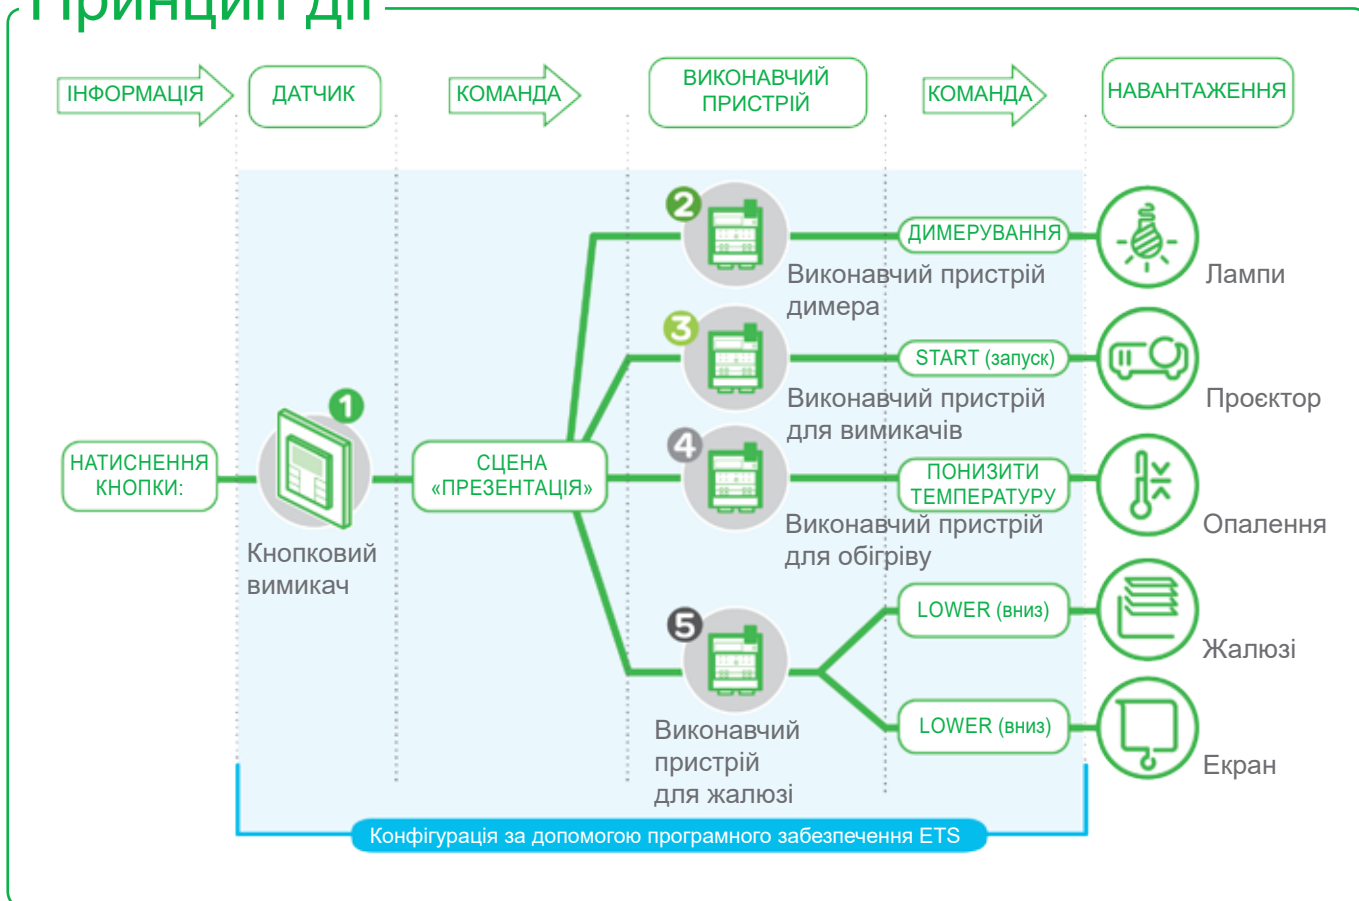 Принцип дії
ІНФОРМАЦІЯ
ДАТЧИК
КОМАНДА
ВИКОНАВЧИЙ
ПРИСТРІЙ
КОМАНДА
НАВАНТАЖЕННЯ
2
ДИМЕРУВАННЯ
Виконавчий пристрій
димера
Лампи
3
START (запуск)
Виконавчий пристрій
для вимикачів
Проєктор
1
НАТИСНЕННЯ
КНОПКИ:
Кнопковий
вимикач
СЦЕНА
«ПРЕЗЕНТАЦІЯ»
4
ПОНИЗИТИ
ТЕМПЕРАТУРУ
Виконавчий пристрій
для обігріву
Опалення
5
LOWER (вниз)
Жалюзі
Виконавчий
пристрій
для жалюзі
LOWER (вниз)
Екран
Конфігурація за допомогою програмного забезпечення ETS